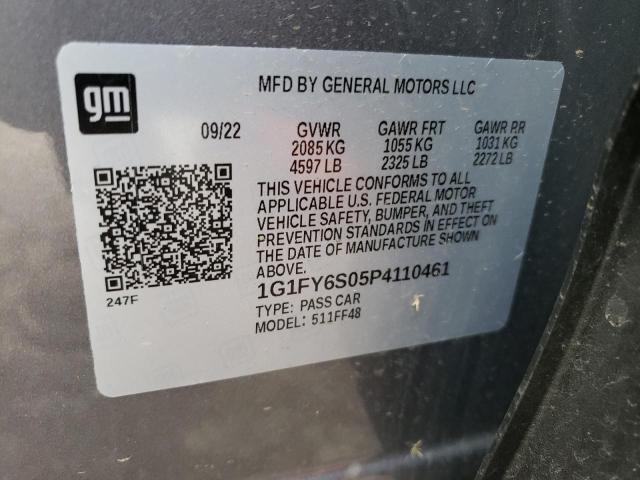 gm
MFD BY GENERAL MOTORS LLC
09/22 GVWR GAWR FRT GAWR RR
2085 KG 1055 KG 1031 KG
4597 LB 2325 LB 2272 LB
THIS VEHICLE CONFORMS TO ALL
APPLICABLE U.S. FEDERAL MOTOR
VEHICLE SAFETY, BUMPER, AND THEFT
PREVENTION STANDARDS IN EFFECT ON
THE DATE OF MANUFACTURE SHOWN
ABOVE.
1G1FY6S05P4110461
TYPE: PASS CAR
MODEL: 511FF48
247F